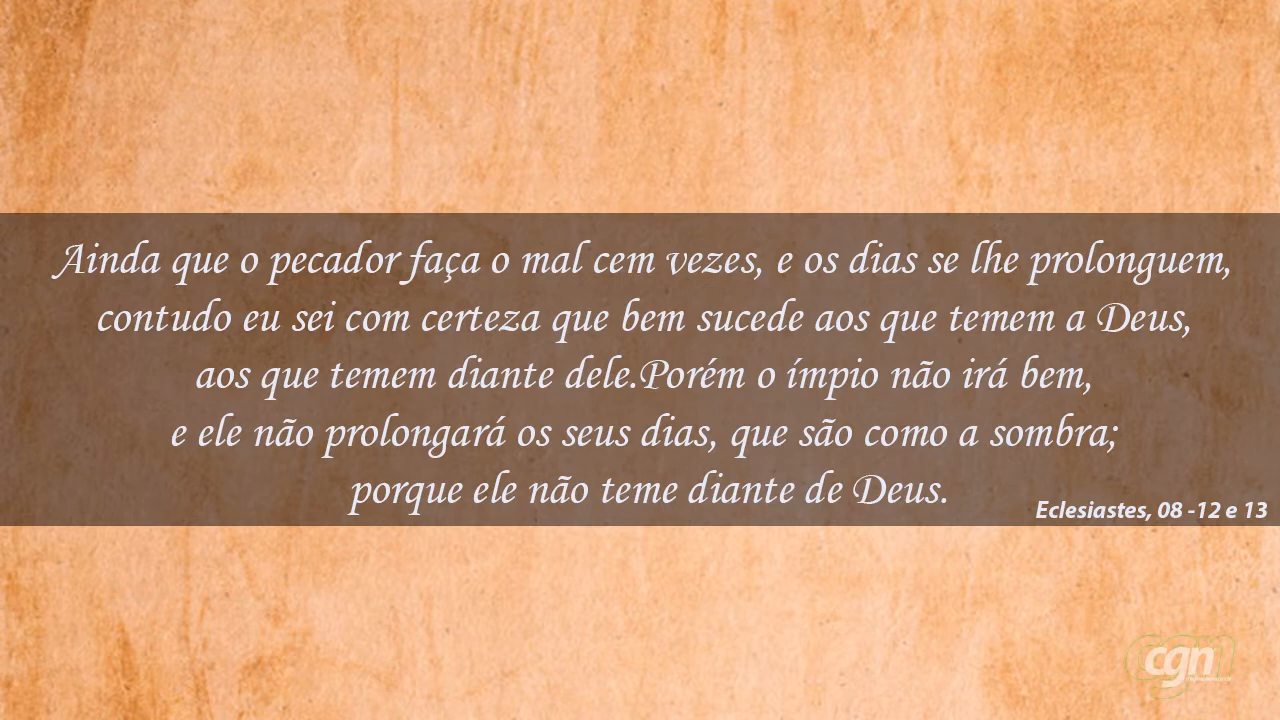 Ainda que o pecador faça o mal cem vezes, e os dias se lhe prolonguem,
contudo eu sei com certeza que bem sucede aos que temem a Deus,
aos que temem diante dele.Porém o ímpio não irá bem,
e ele não prolongará os seus dias, que são como a sombra;
porque ele não teme diante de Deus.
Eclesiastes, 08 -12 e 13
cgn